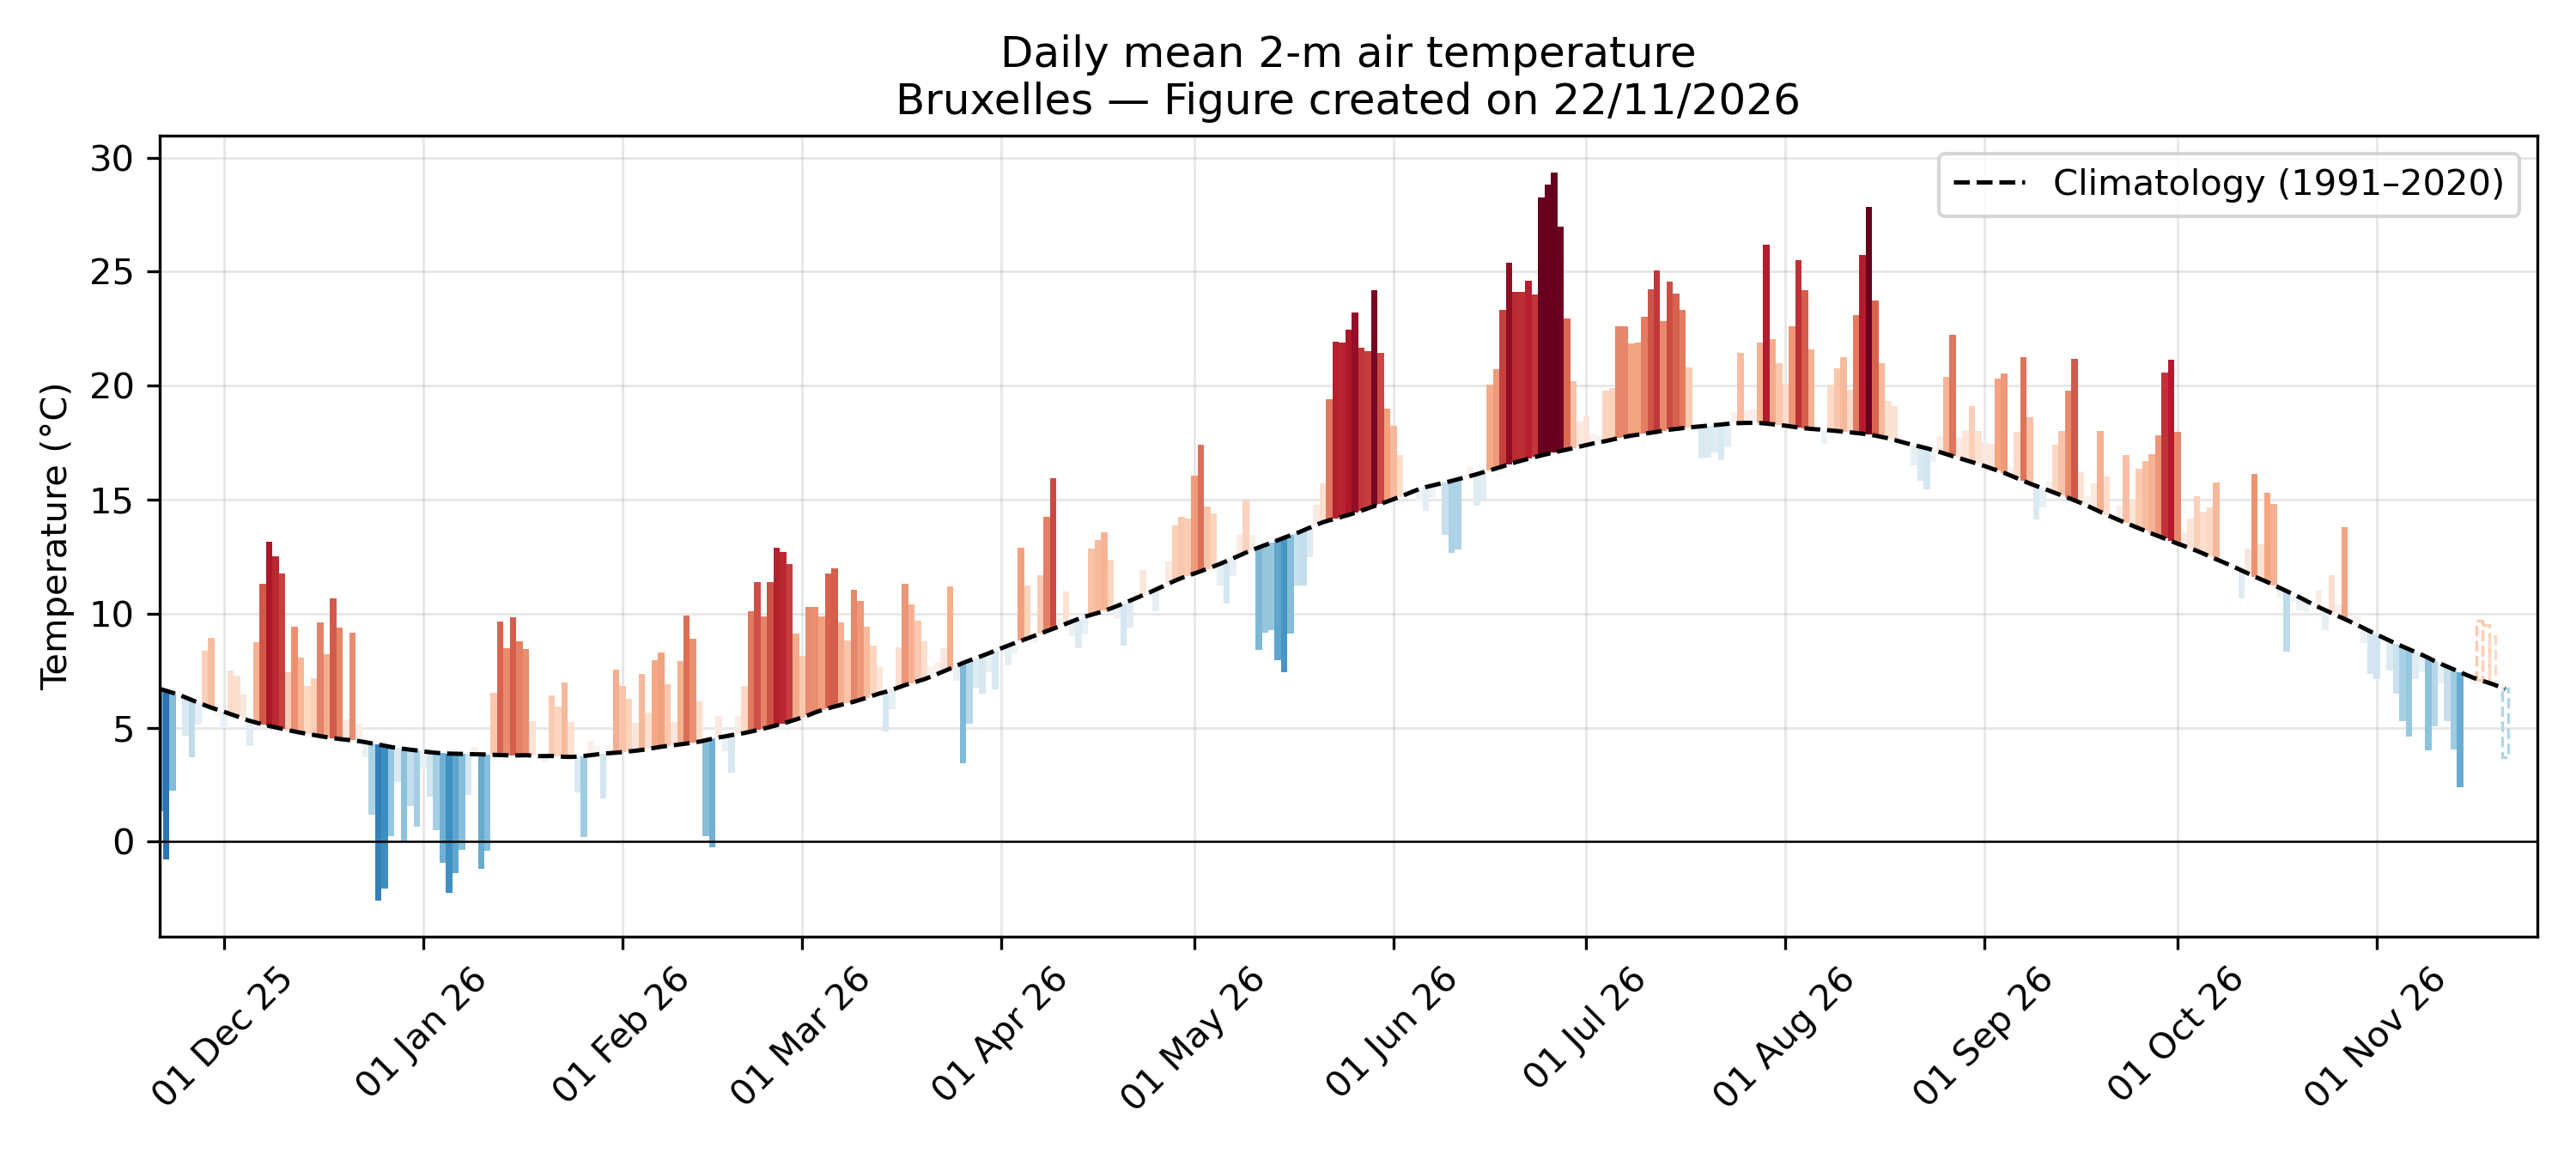 Daily mean 2-m air temperature
Bruxelles — Figure created on 22/11/2026
Climatology (1991–2020)
Temperature (°C)
30
25
20
15
10
5
0
01 Dec 25
01 Jan 26
01 Feb 26
01 Mar 26
01 Apr 26
01 May 26
01 Jun 26
01 Jul 26
01 Aug 26
01 Sep 26
01 Oct 26
01 Nov 26